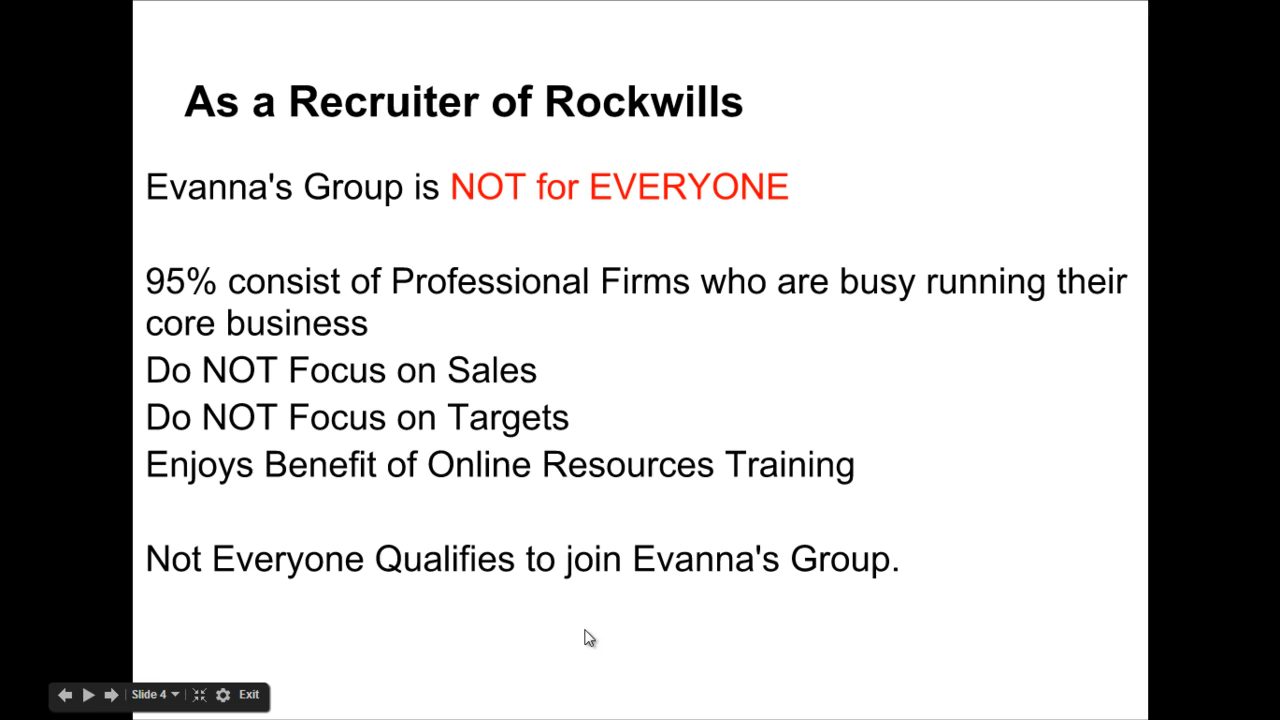 As a Recruiter of Rockwills
Evanna's Group is NOT for EVERYONE
95% consist of Professional Firms who are busy running their
core business
Do NOT Focus on Sales
Do NOT Focus on Targets
Enjoys Benefit of Online Resources Training
Not Everyone Qualifies to join Evanna's Group.
Slide 4 Exit